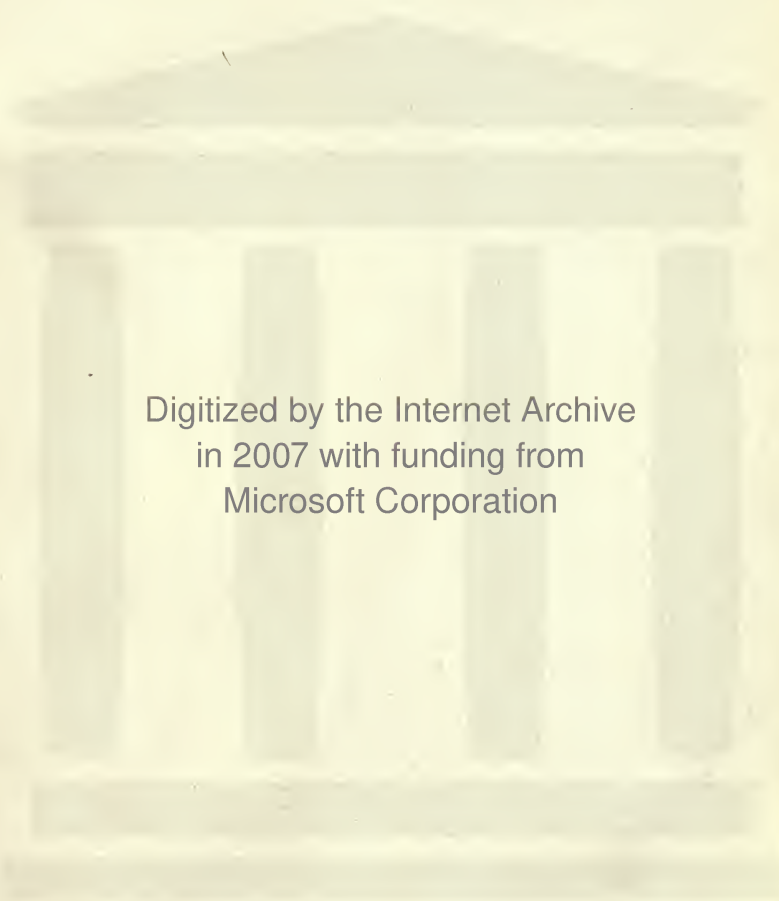 Digitized by the Internet Archive
in 2007 with funding from
Microsoft Corporation